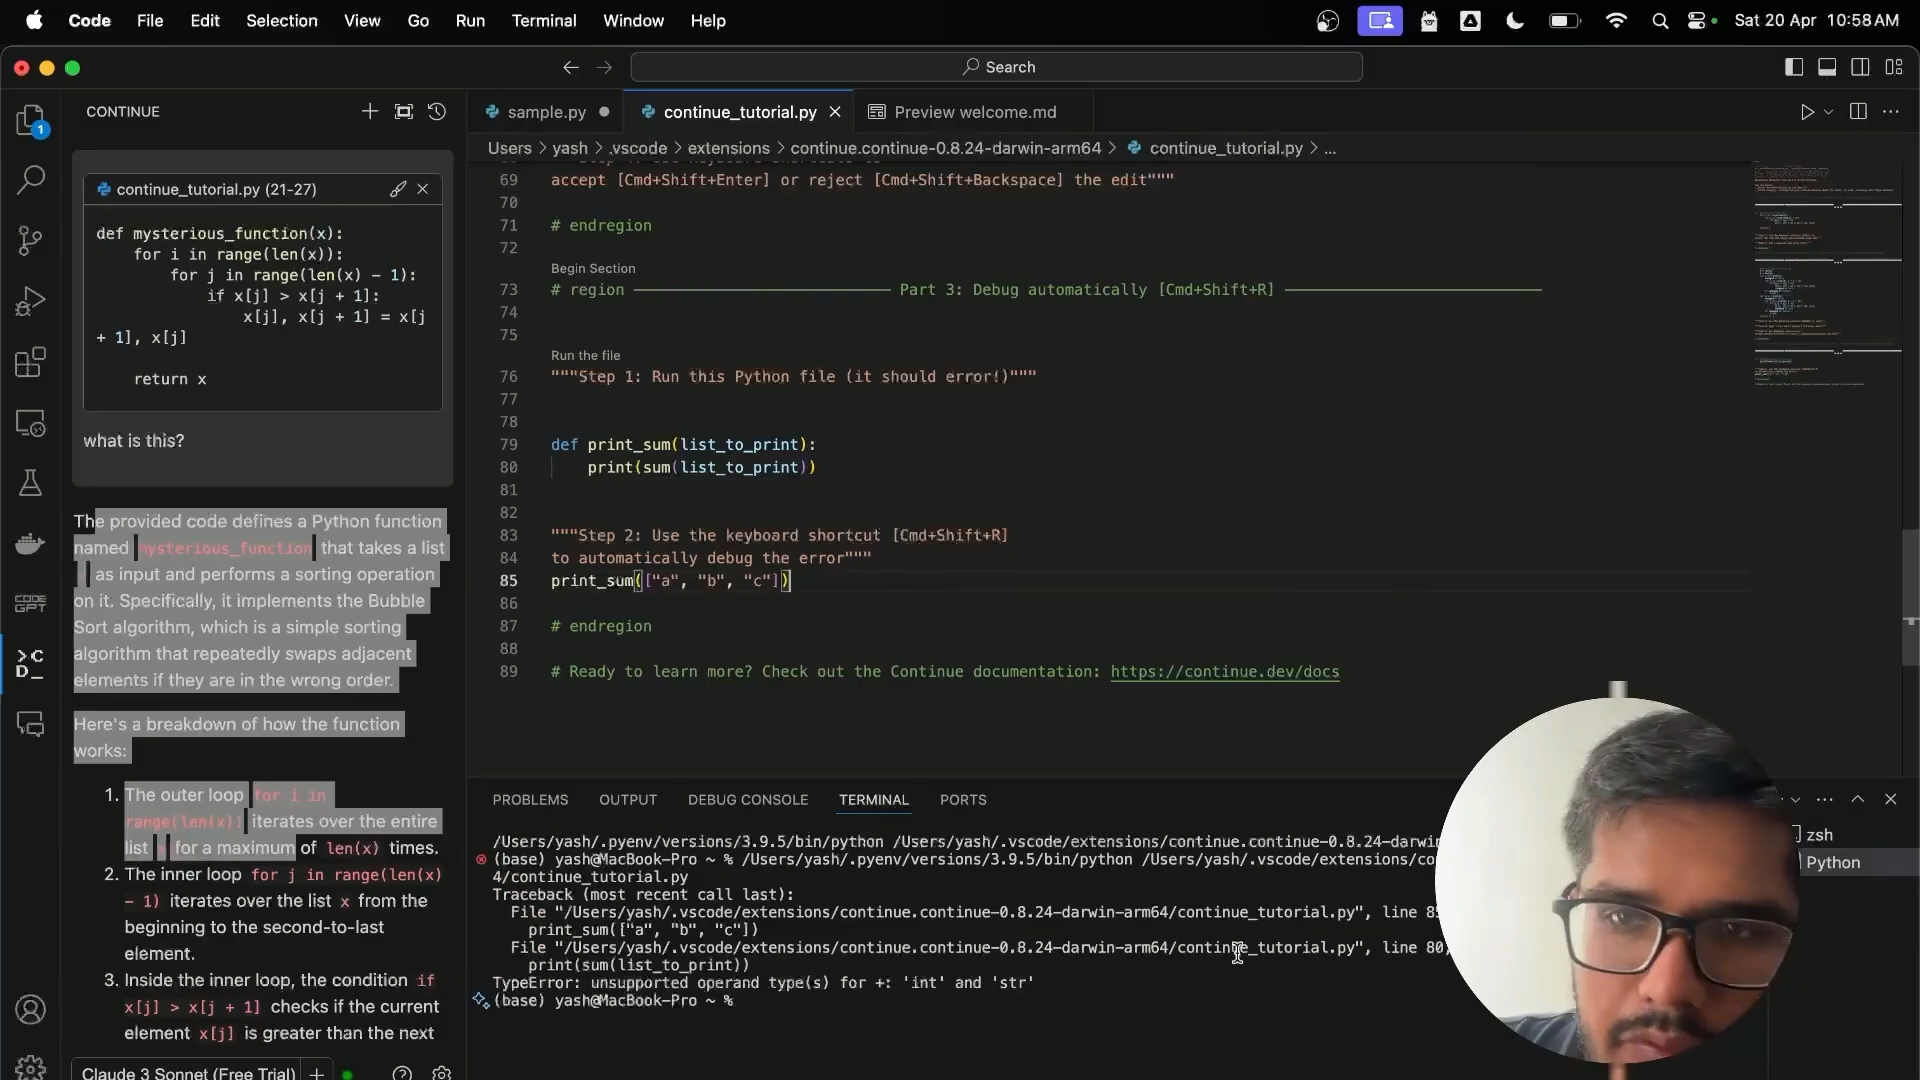 Code File Edit Selection View Go Run Terminal Window Help
Sat 20 Apr 10:58 AM
Search
CONTINUE
1
continue_tutorial.py (21-27)
def mysterious_function(x):
for i in range(len(x)):
for j in range(len(x) - 1):
if x[j] > x[j + 1]:
x[j], x[j + 1] = x[j
+ 1], x[j]
return x
what is this?
The provided code defines a Python function
named mysterious_function that takes a list
as input and performs a sorting operation
on it. Specifically, it implements the Bubble
Sort algorithm, which is a simple sorting
algorithm that repeatedly swaps adjacent
elements if they are in the wrong order.
Here's a breakdown of how the function
works:
1. The outer loop for i in
range(len(x)) iterates over the entire
list x for a maximum of len(x) times.
2. The inner loop for j in range(len(x)
- 1) iterates over the list x from the
beginning to the second-to-last
element.
3. Inside the inner loop, the condition if
x[j] > x[j + 1] checks if the current
element x[j] is greater than the next
Claude 3 Sonnet (Free Trial)
sample.py
continue_tutorial.py
Preview welcome.md
Users > yash > .vscode > extensions > continue.continue-0.8.24-darwin-arm64 > continue_tutorial.py > ...
69 accept [Cmd+Shift+Enter] or reject [Cmd+Shift+Backspace] the edit"""
70
71 # endregion
72
Begin Section
73 # region ———————— Part 3: Debug automatically [Cmd+Shift+R] ————————
74
75
Run the file
76 """Step 1: Run this Python file (it should error!)"""
77
78
79 def print_sum(list_to_print):
80 print(sum(list_to_print))
81
82
83 """Step 2: Use the keyboard shortcut [Cmd+Shift+R]
84 to automatically debug the error"""
85 print_sum(["a", "b", "c"])
86
87 # endregion
88
89 # Ready to learn more? Check out the Continue documentation: https://continue.dev/docs
PROBLEMS OUTPUT DEBUG CONSOLE TERMINAL PORTS
/Users/yash/.pyenv/versions/3.9.5/bin/python /Users/yash/.vscode/extensions/continue.continue-0.8.24-darwin
(base) yash@MacBook-Pro ~ % /Users/yash/.pyenv/versions/3.9.5/bin/python /Users/yash/.vscode/extensions/co
4/continue_tutorial.py
Traceback (most recent call last):
File "/Users/yash/.vscode/extensions/continue.continue-0.8.24-darwin-arm64/continue_tutorial.py", line 8
print_sum(["a", "b", "c"])
File "/Users/yash/.vscode/extensions/continue.continue-0.8.24-darwin-arm64/continue_tutorial.py", line 80,
print(sum(list_to_print))
TypeError: unsupported operand type(s) for +: 'int' and 'str'
(base) yash@MacBook-Pro ~ %
zsh
Python